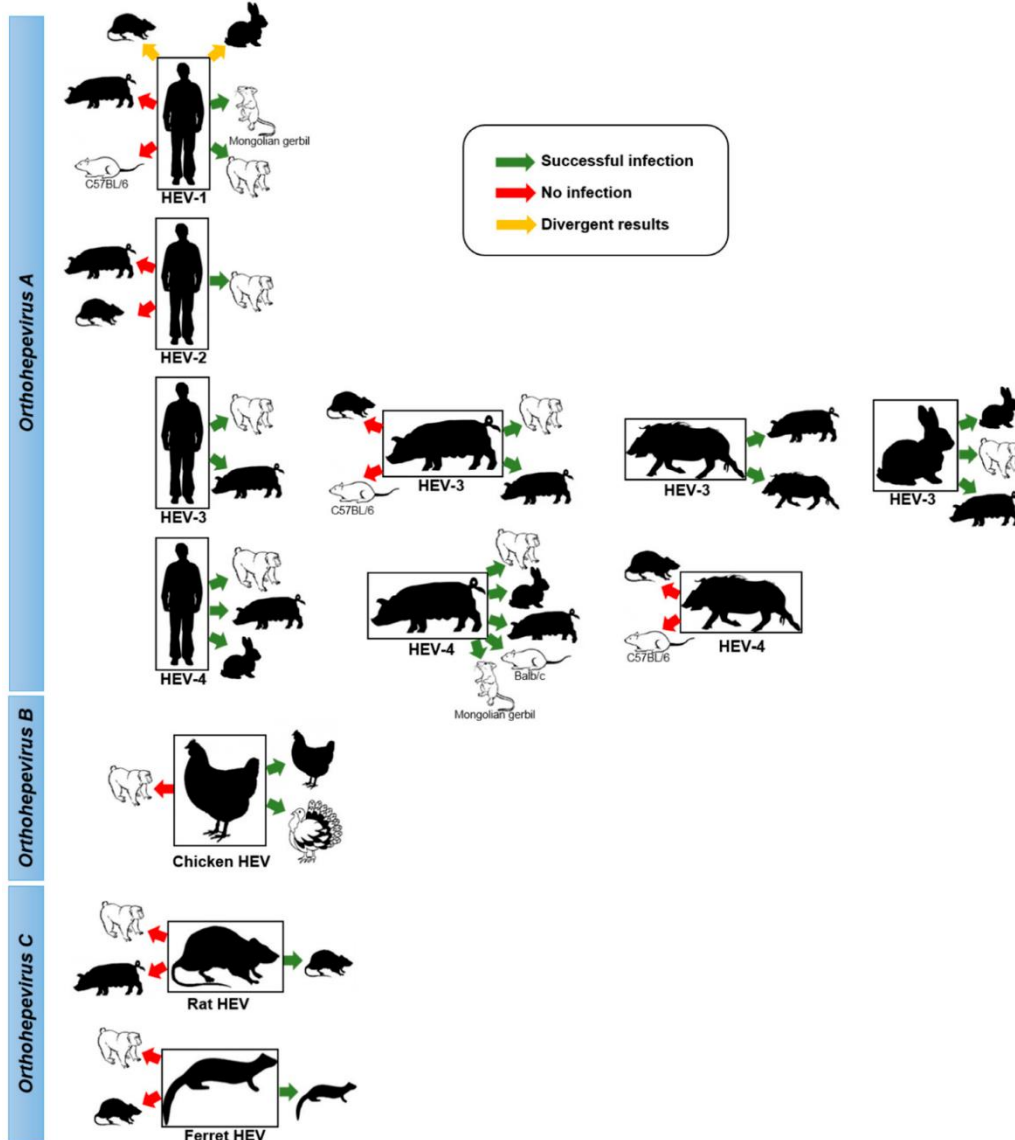 Orthohepevirus A
Mongolian gerbil
C57BL/6
HEV-1
Successful infection
No infection
Divergent results
HEV-2
HEV-3
C57BL/6
HEV-3
HEV-3
HEV-3
HEV-4
HEV-4
Balb/c
Mongolian gerbil
C57BL/6
HEV-4
Orthohepevirus B
Chicken HEV
Orthohepevirus C
Rat HEV
Ferret HEV